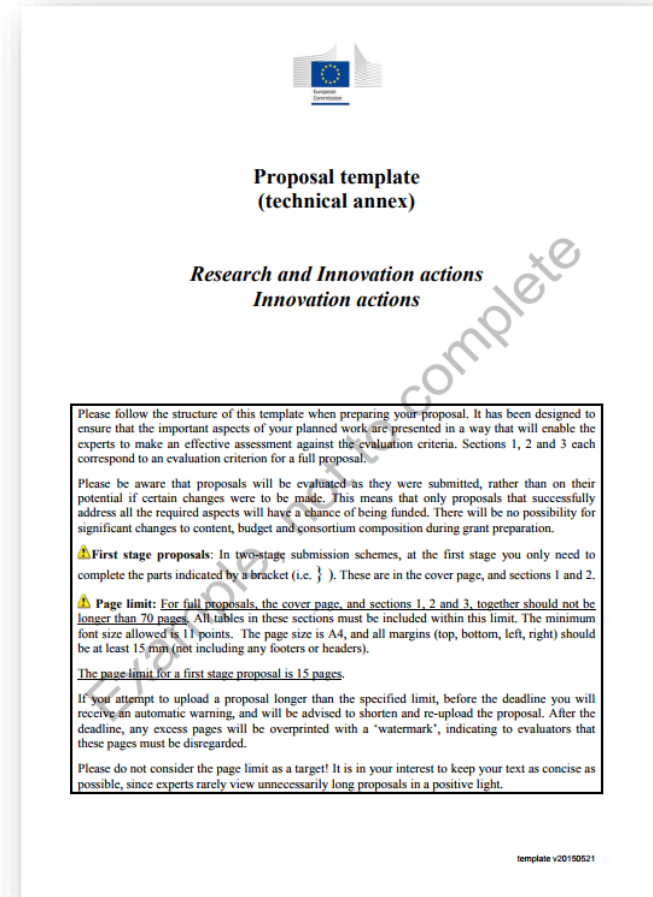 European
Commission
Proposal template
(technical annex)
Research and Innovation actions
Innovation actions
Please follow the structure of this template when preparing your proposal. It has been designed to
ensure that the important aspects of your planned work are presented in a way that will enable the
experts to make an effective assessment against the evaluation criteria. Sections 1, 2 and 3 each
correspond to an evaluation criterion for a full proposal.
Please be aware that proposals will be evaluated as they were submitted, rather than on their
potential if certain changes were to be made. This means that only proposals that successfully
address all the required aspects will have a chance of being funded. There will be no possibility for
significant changes to content, budget and consortium composition during grant preparation.
First stage proposals: In two-stage submission schemes, at the first stage you only need to
complete the parts indicated by a bracket (i.e. } ). These are in the cover page, and sections 1 and 2.
Page limit: For full proposals, the cover page, and sections 1, 2 and 3, together should not be
longer than 70 pages. All tables in these sections must be included within this limit. The minimum
font size allowed is 11 points. The page size is A4, and all margins (top, bottom, left, right) should
be at least 15 mm (not including any footers or headers).
The page limit for a first stage proposal is 15 pages.
If you attempt to upload a proposal longer than the specified limit, before the deadline you will
receive an automatic warning, and will be advised to shorten and re-upload the proposal. After the
deadline, any excess pages will be overprinted with a ‘watermark’, indicating to evaluators that
these pages must be disregarded.
Please do not consider the page limit as a target! It is in your interest to keep your text as concise as
possible, since experts rarely view unnecessarily long proposals in a positive light.
Example, not to complete
template v20150521